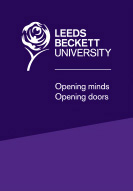 LEEDS
BECKETT
UNIVERSITY
Opening minds
Opening doors